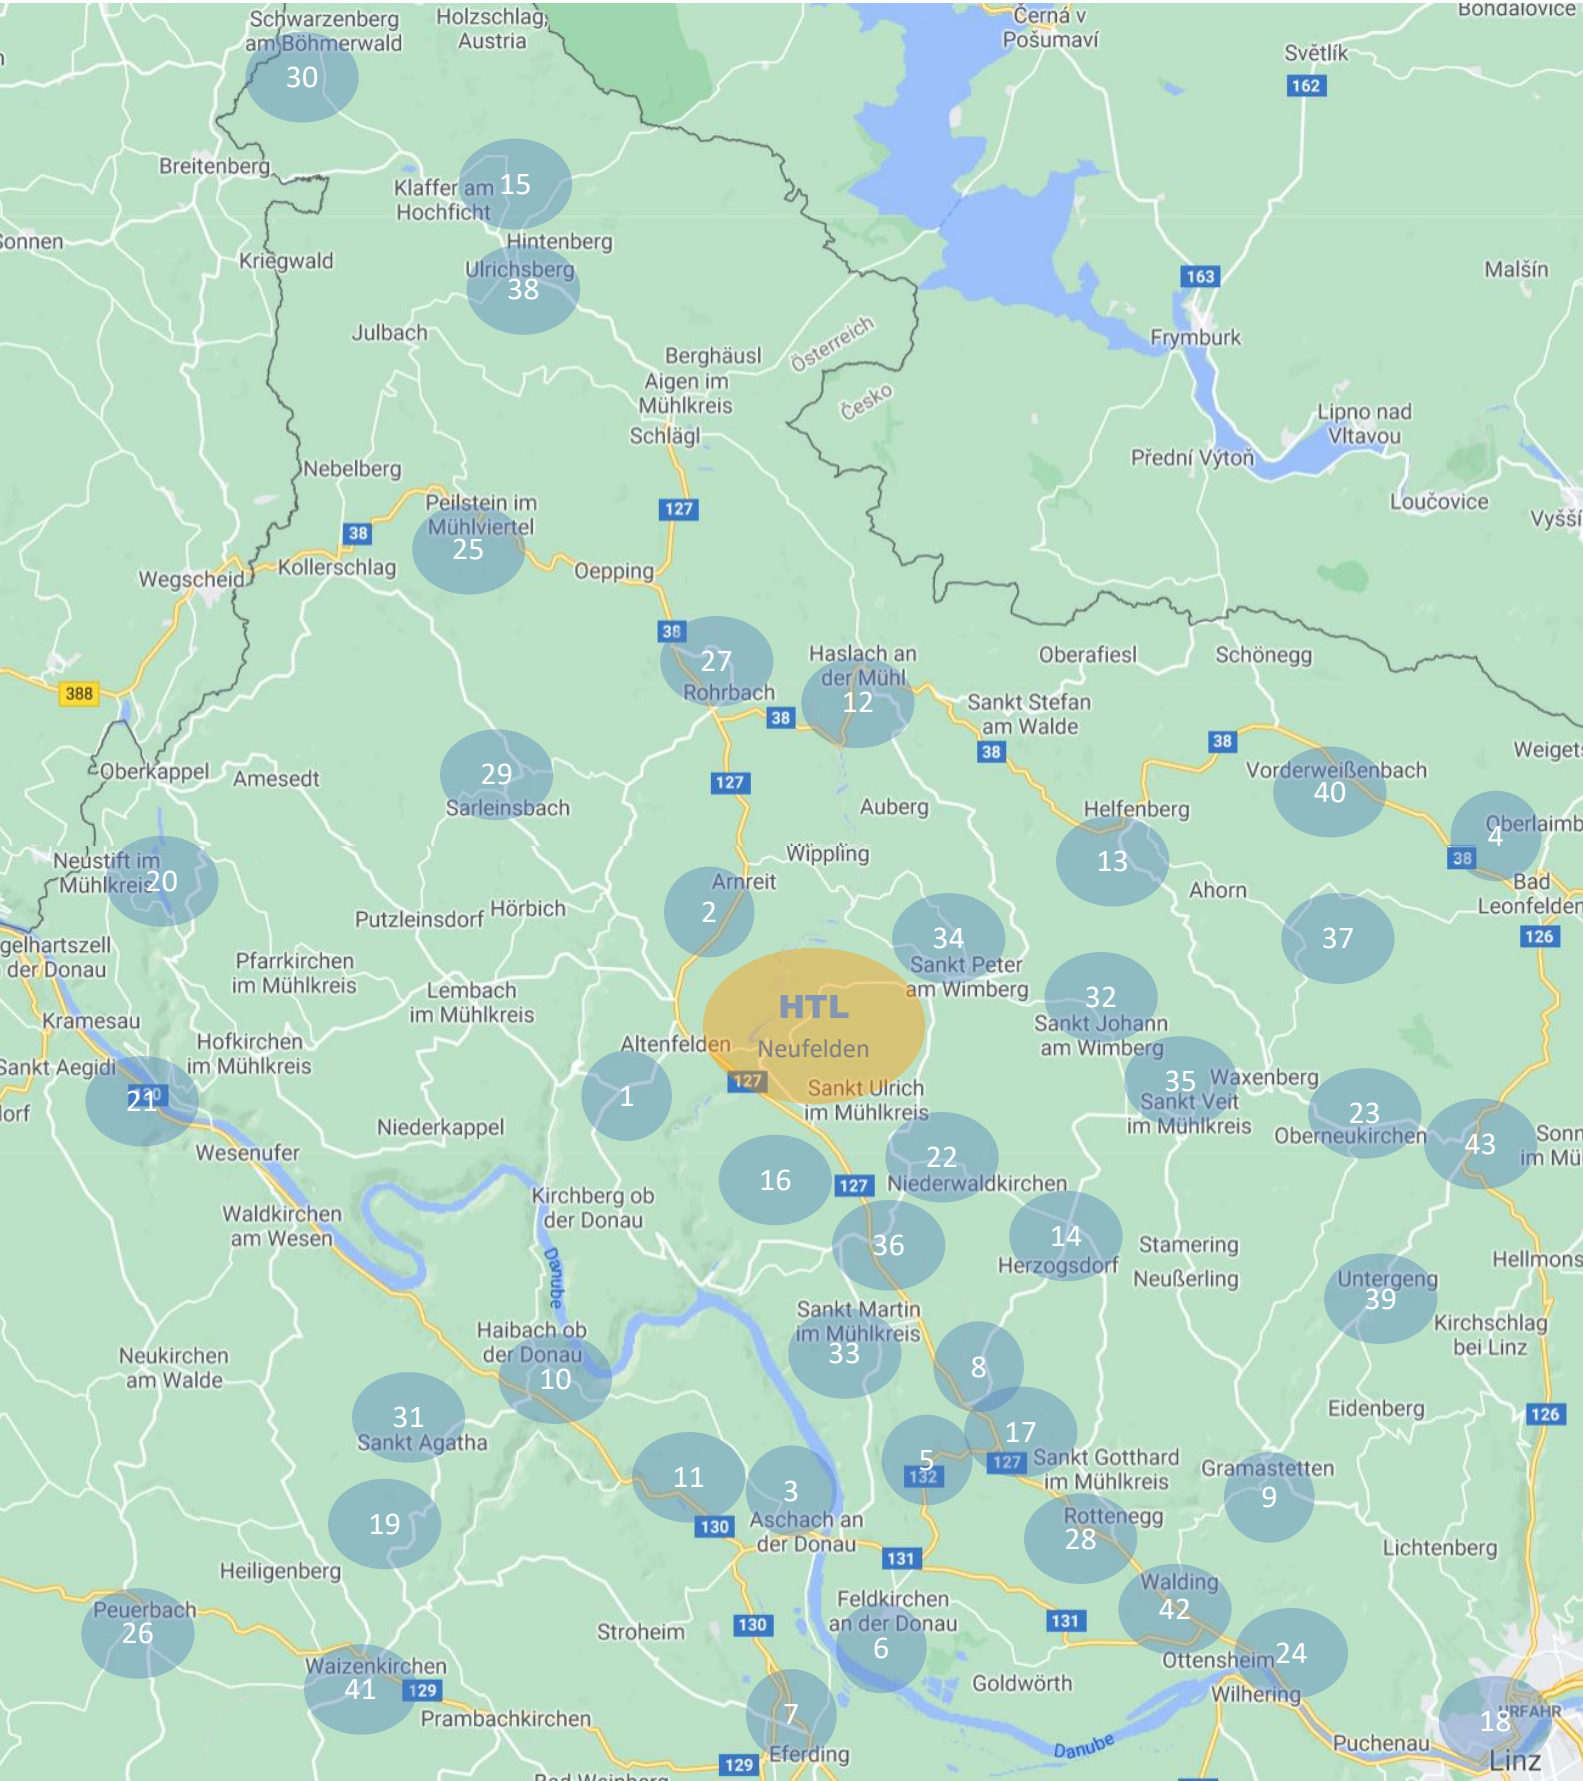 Schwarzenberg
am Böhmerwald
30
Holzschlag,
Austria
Černá v
Pošumaví
Bohdalovice
Světlík
162
Breitenberg
Klaffer am
Hochficht
15
Sonnen
Kriegwald
Hintenberg
Ulrichsberg
38
163
Malšín
Julbach
Österreich
Česko
Frymburk
Berghäusl
Aigen im
Mühlkreis
Schlägl
Lipno nad
Vltavou
Přední Výtoň
Nebelberg
Loučovice
Vyšší
127
Peilstein im
Mühlviertel
25
38
Kollerschlag
Oepping
Wegscheid
38
27
Rohrbach
Haslach an
der Mühl
12
Oberafiesl
Schönegg
388
38
Sankt Stefan
am Walde
38
38
Weigets
Oberkappel
Amesedt
29
Sarleinsbach
127
Vorderweißenbach
40
Auberg
Helfenberg
13
Oberlaimb
4
38
Wippling
Neustift im
Mühlkreis
20
Arnreit
2
Ahorn
Bad
Leonfelden
126
Putzleinsdorf
Hörbich
34
Sankt Peter
am Wimberg
37
gelhartszell
der Donau
Pfarrkirchen
im Mühlkreis
Lembach
im Mühlkreis
HTL
Neufelden
32
Sankt Johann
am Wimberg
Kramesau
Hofkirchen
im Mühlkreis
Altenfelden
127
Sankt Aegidi
130
21
1
Sankt Ulrich
im Mühlkreis
35
Sankt Veit
im Mühlkreis
Waxenberg
23
Oberneukirchen
43
Sonn
im Mü
dorf
Niederkappel
Wesenufer
16
127
22
Niederwaldkirchen
Waldkirchen
am Wesen
Kirchberg ob
der Donau
36
14
Herzogsdorf
Stamering
Neußerling
Hellmons
Danube
Untergeng
39
Sankt Martin
im Mühlkreis
33
Kirchschlag
bei Linz
Haibach ob
der Donau
10
Neukirchen
am Walde
8
31
Sankt Agatha
Eidenberg
126
17
5
132
127
Sankt Gotthard
im Mühlkreis
Gramastetten
9
11
3
Aschach an
der Donau
130
19
Rottenegg
28
Lichtenberg
131
Heiligenberg
Peuerbach
26
Walding
42
Feldkirchen
an der Donau
6
131
130
Stroheim
Waizenkirchen
41
129
Ottensheim
24
Goldwörth
Wilhering
7
Eferding
Prambachkirchen
18
URFAHR
Linz
Puchenau
Danube
129
Bad Weinberg